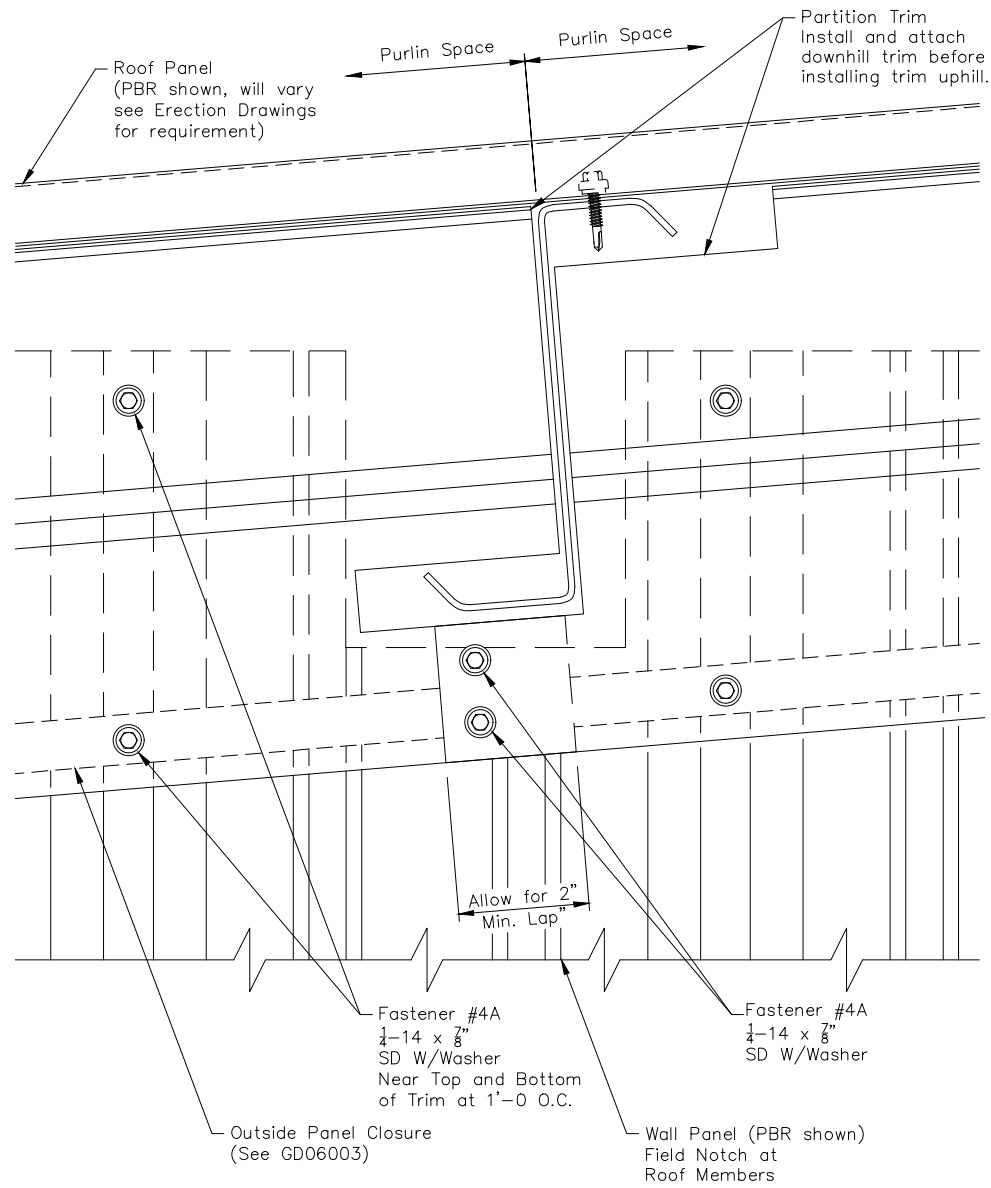 Purlin Space
Purlin Space
Partition Trim
Install and attach
downhill trim before
installing trim uphill.
Roof Panel
(PBR shown, will vary
see Erection Drawings
for requirement)
Allow for 2"
Min. Lap"
Fastener #4A
1/4-14 x 7/8"
SD W/Washer
Near Top and Bottom
of Trim at 1'-0 O.C.
Fastener #4A
1/4-14 x 7/8"
SD W/Washer
Outside Panel Closure
(See GD06003)
Wall Panel (PBR shown)
Field Notch at
Roof Members